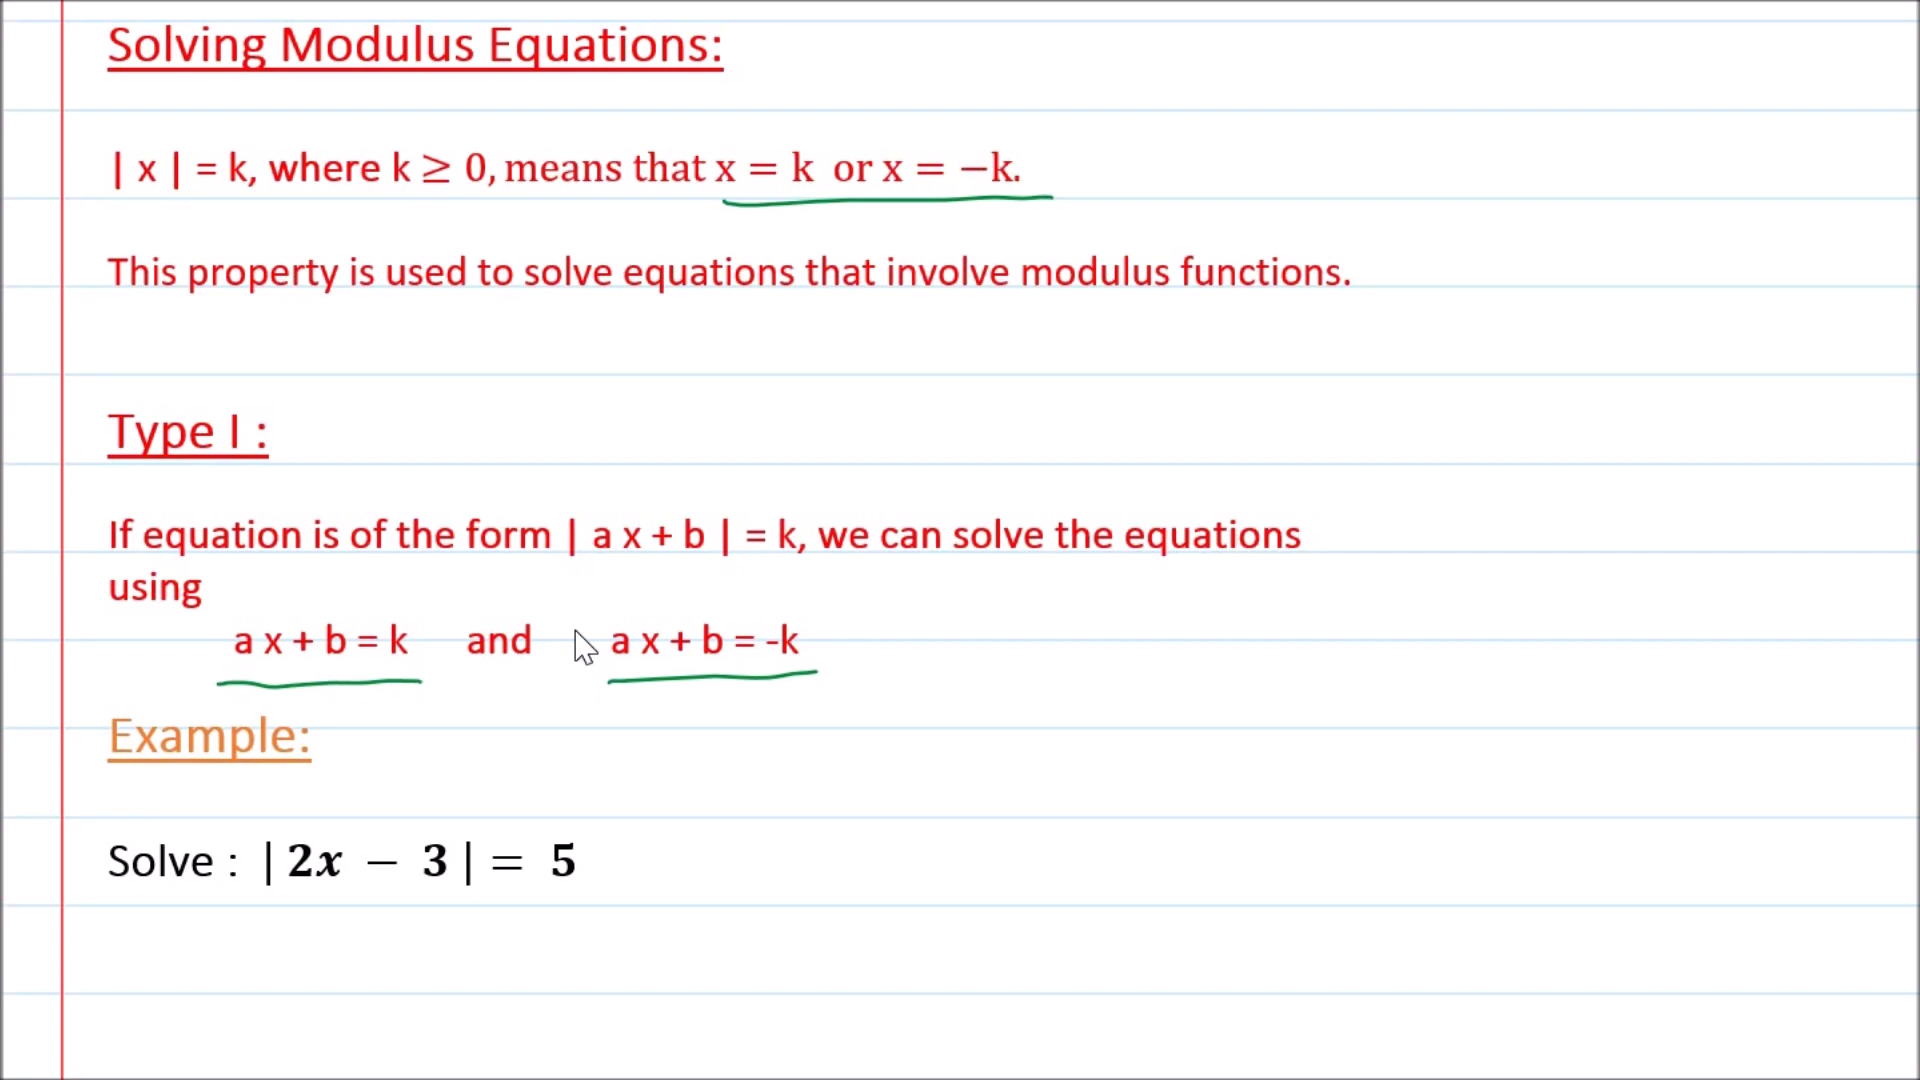 Solving Modulus Equations:
| x | = k, where k ≥ 0, means that x = k or x = −k.
This property is used to solve equations that involve modulus functions.
Type I :
If equation is of the form | a x + b | = k, we can solve the equations
using
a x + b = k and a x + b = -k
Example:
Solve : | 2x − 3 | = 5